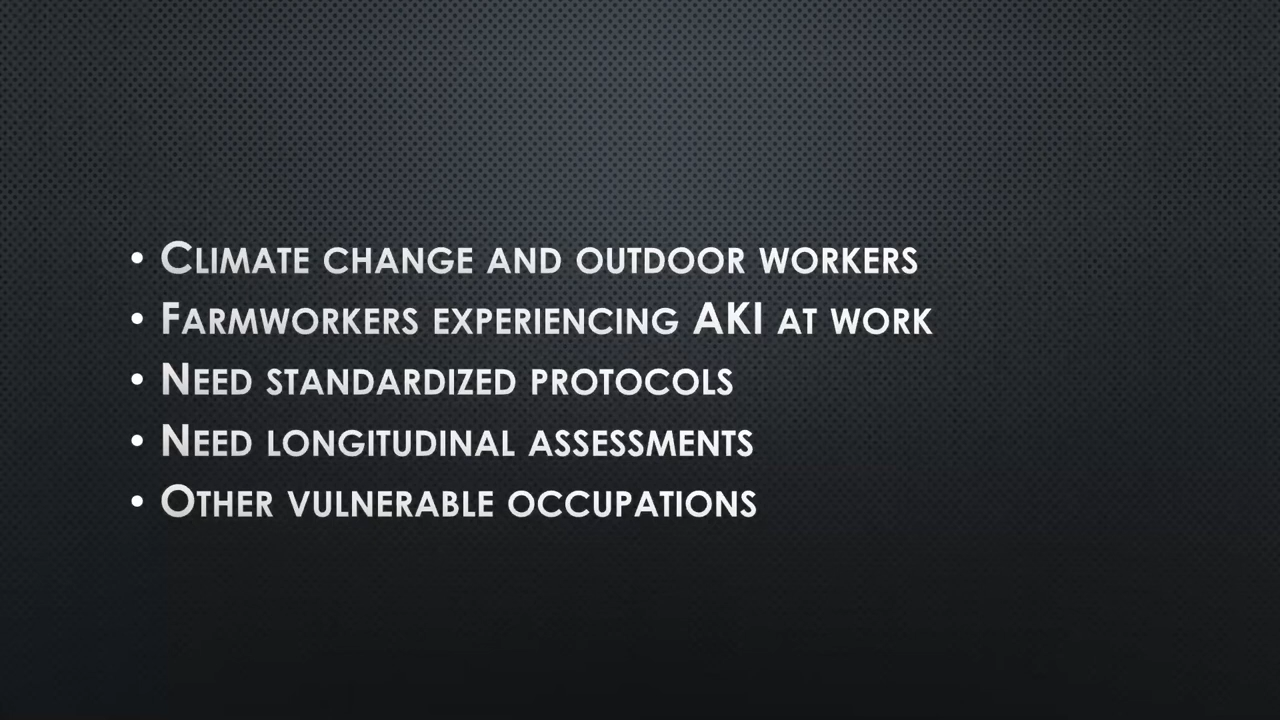 • Climate change and outdoor workers
• Farmworkers experiencing AKI at work
• Need standardized protocols
• Need longitudinal assessments
• Other vulnerable occupations